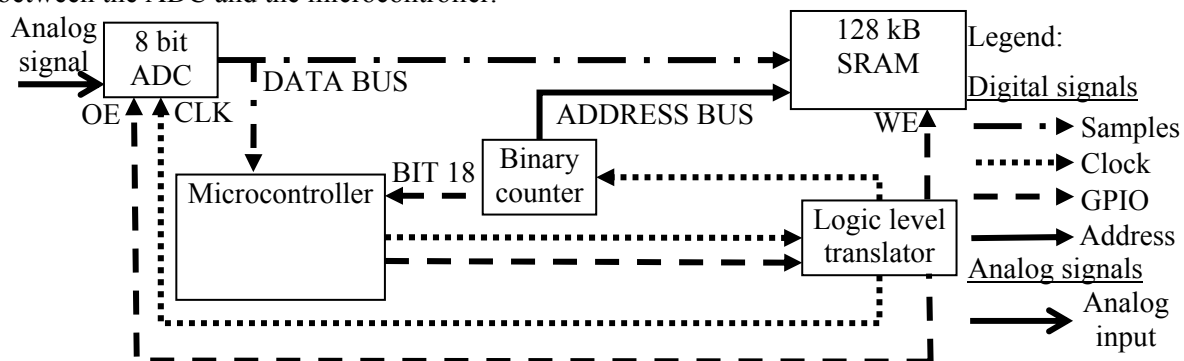 between the ADC and the microcontroller.
Analog
signal
8 bit
ADC
128 kB
SRAM
Legend:
Digital signals
DATA BUS
OE
CLK
ADDRESS BUS
WE
Samples
Clock
GPIO
Address
Analog signals
Analog
input
BIT 18
Binary
counter
Microcontroller
Logic level
translator